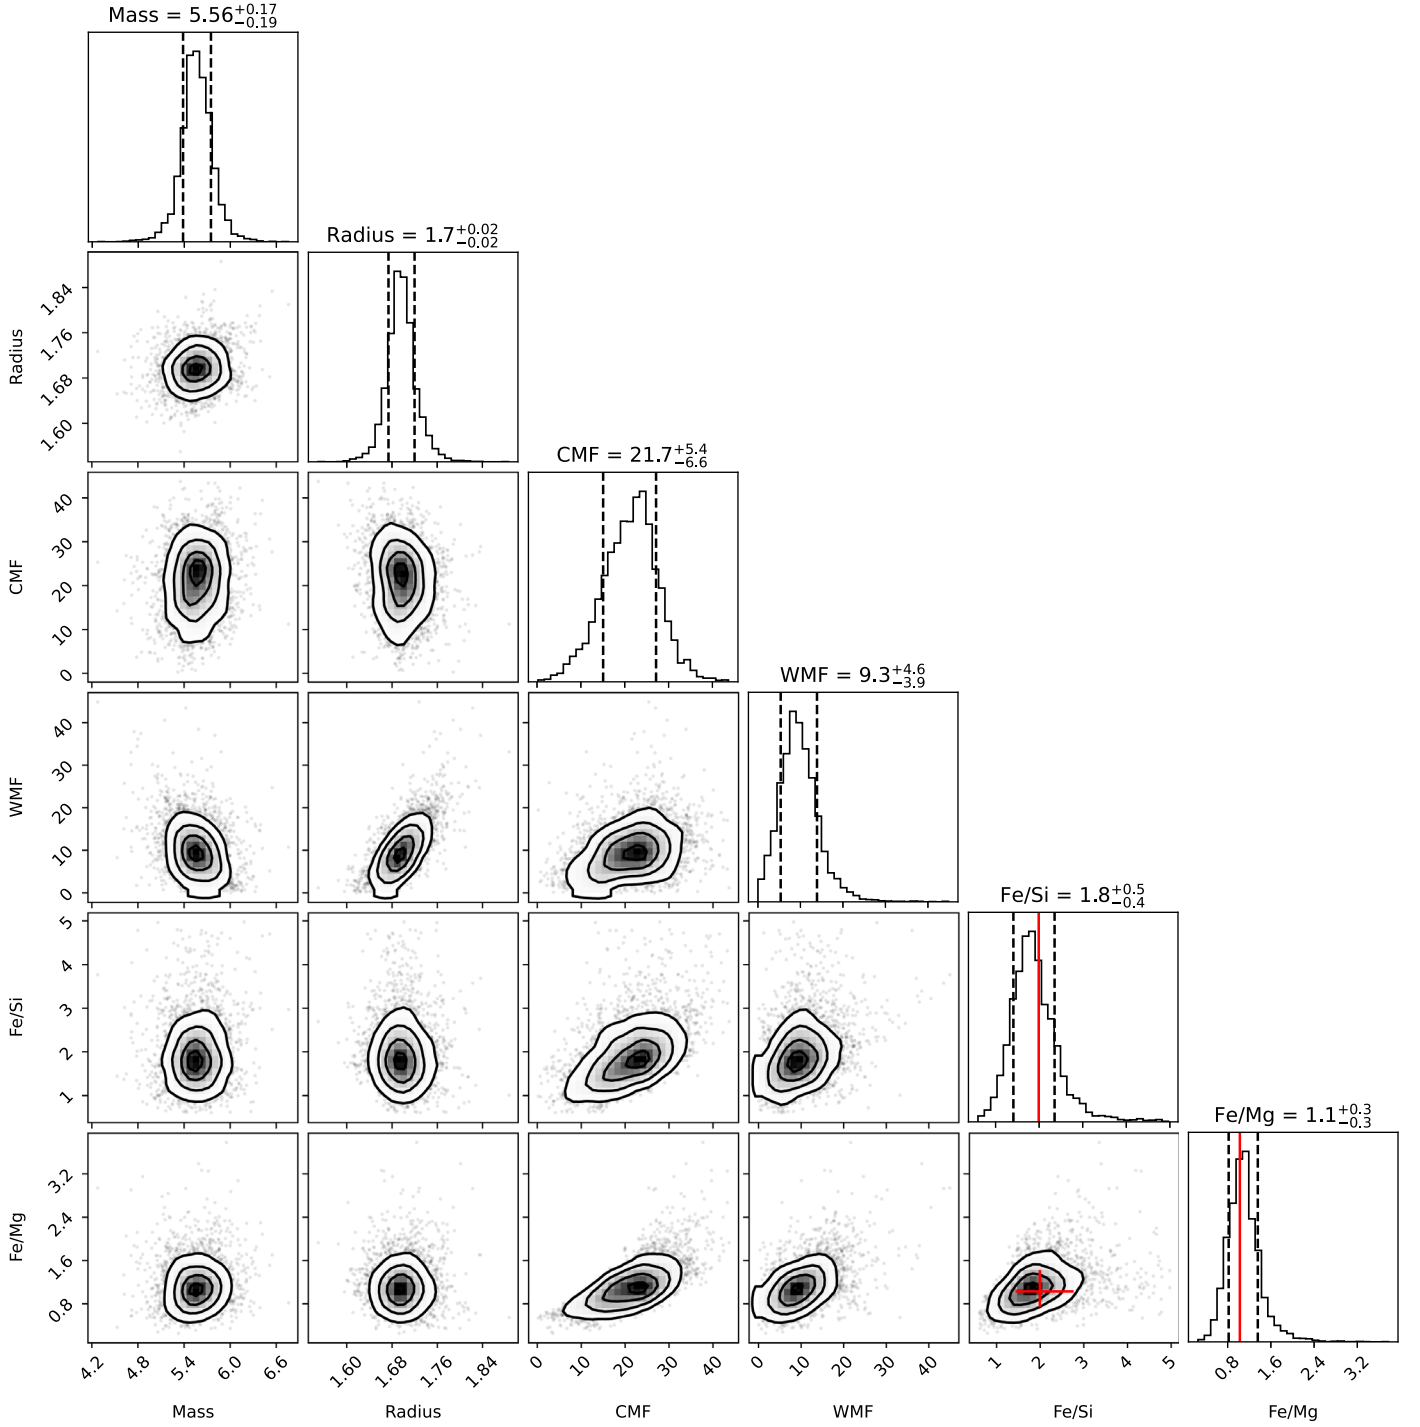 Mass = 5.56 +0.17 −0.19
Radius = 1.7 +0.02 −0.02
1.84
1.76
1.68
1.60
Radius
CMF = 21.7 +5.4 −6.6
40
30
20
10
0
CMF
WMF = 9.3 +4.6 −3.9
40
30
20
10
0
WMF
Fe/Si = 1.8 +0.5 −0.4
5
4
3
2
1
Fe/Si
Fe/Mg = 1.1 +0.3 −0.3
3.2
2.4
1.6
0.8
Fe/Mg
4.2 4.8 5.4 6.0 6.6
1.60 1.68 1.76 1.84
0 10 20 30 40
0 10 20 30 40
1 2 3 4 5
0.8 1.6 2.4 3.2
Mass Radius CMF WMF Fe/Si Fe/Mg